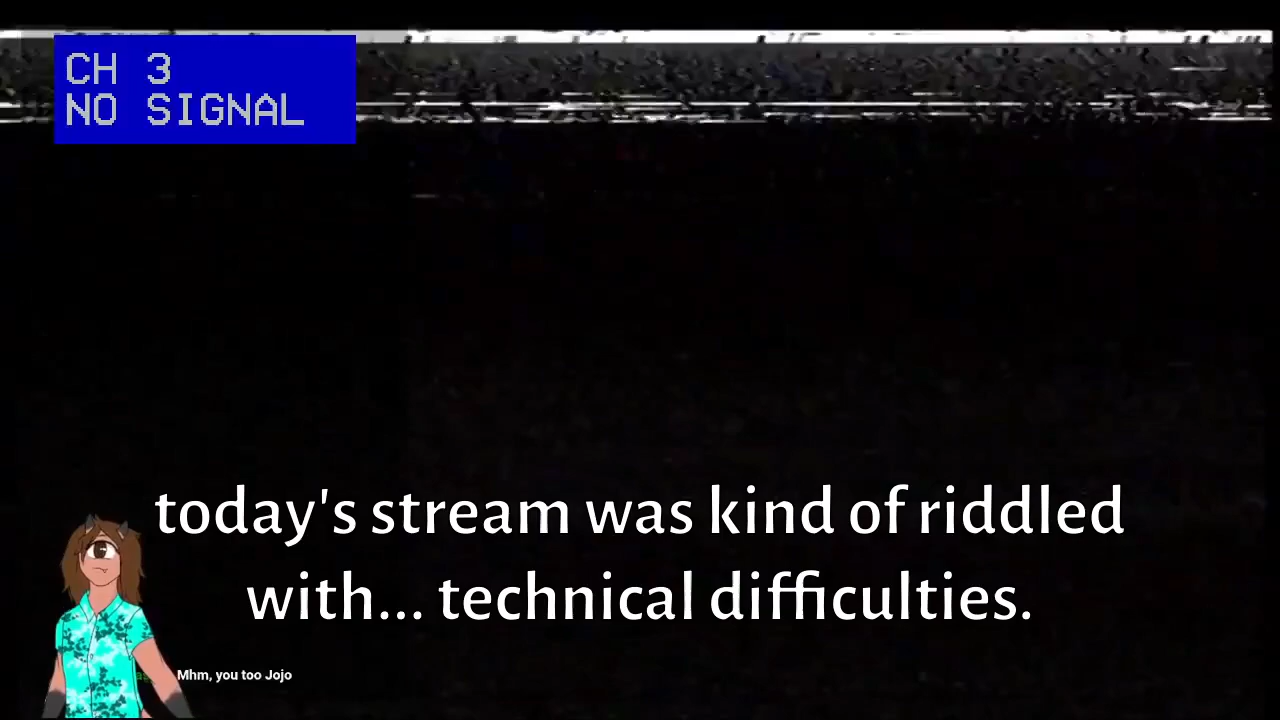 CH 3
NO SIGNAL
today's stream was kind of riddled
with... technical difficulties.
Mhm, you too Jojo